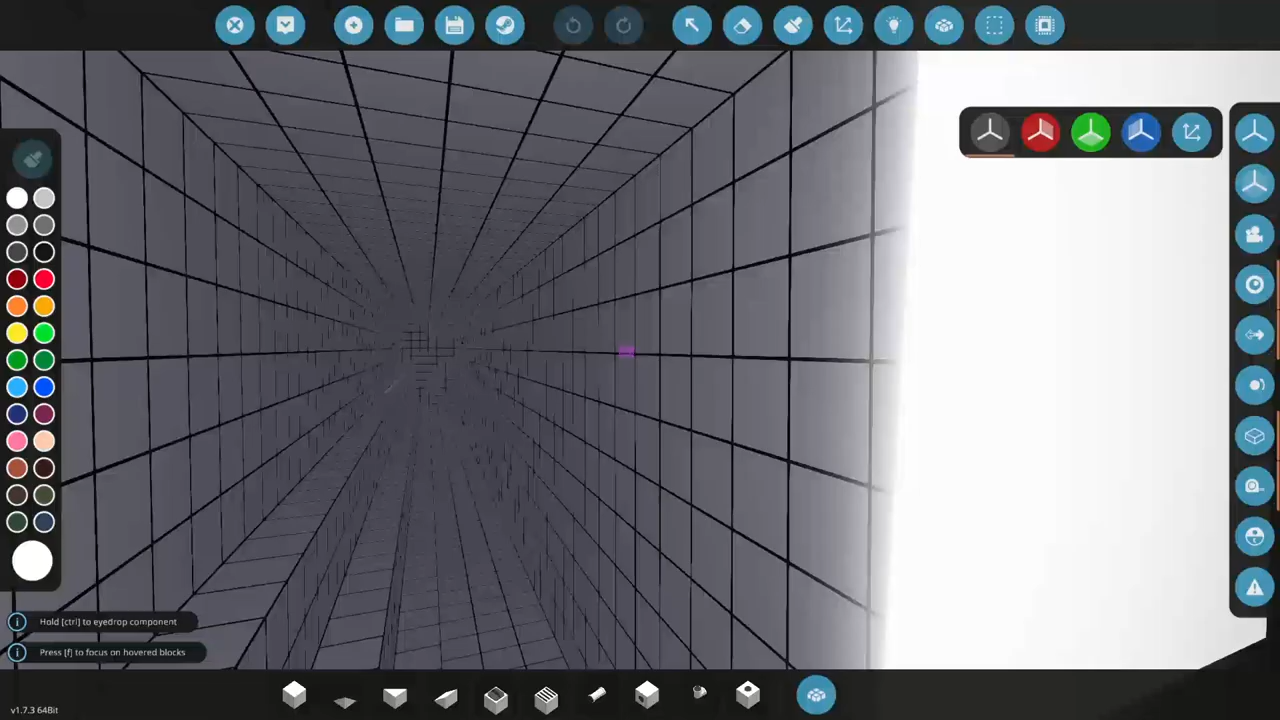 Hold [ctrl] to eyedrop component
Press [f] to focus on hovered blocks
v1.7.3 64Bit